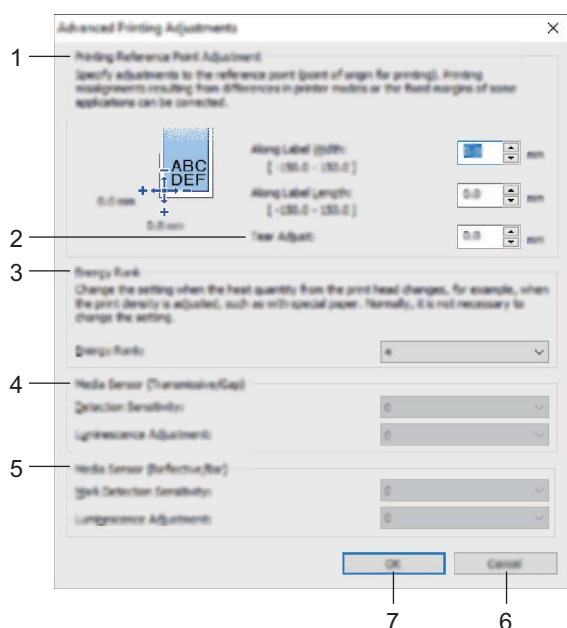 Advanced Printing Adjustments
1
Printing Reference Point Adjustment
Specify adjustments to the reference point (point of origin for printing). Printing
misalignments resulting from differences in printer models or the fixed margins of some
applications can be corrected.
ABC
DEF
Along Label Width:
[ -150.0 - 150.0 ]
mm
0.0 mm
Along Label Length:
[ -150.0 - 150.0 ]
0.0
mm
0.0 mm
2
Tear Adjust:
0.0
mm
3
Energy Rank
Change the setting when the heat quantity from the print head changes, for example, when
the print density is adjusted, such as with special paper. Normally, it is not necessary to
change the setting.
Energy Rank:
4
4
Media Sensor (Transmissive/Gap)
Detection Sensitivity:
0
Luminescence Adjustment:
0
5
Media Sensor (Reflective/Bar)
Mark Detection Sensitivity:
0
Luminescence Adjustment:
0
OK
Cancel
7
6